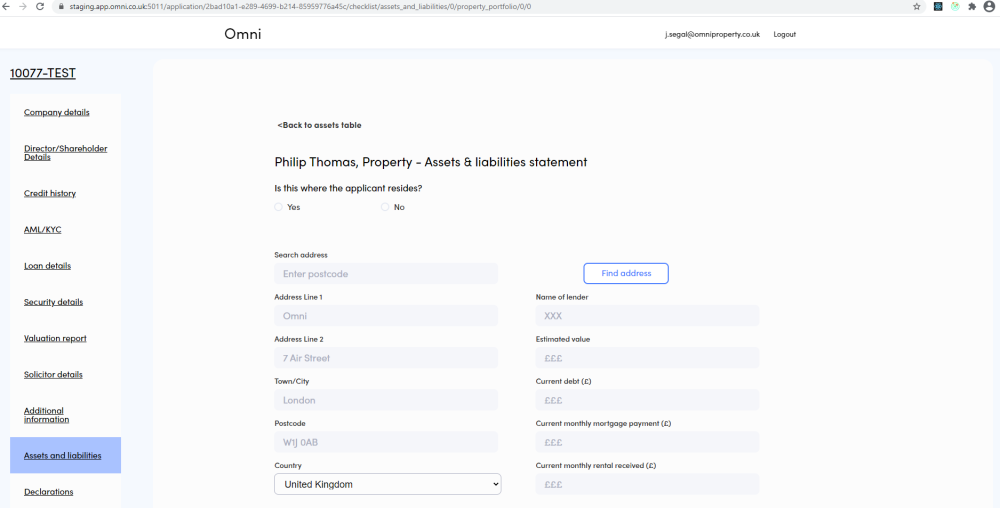 staging.app.omni.co.uk:5011/application/2bad10a1-e289-4699-b214-85959776a45c/checklist/assets_and_liabilities/0/property_portfolio/0/0
Omni
j.segal@omniproperty.co.uk
Logout
10077-TEST
Company details
Director/Shareholder
Details
Credit history
AML/KYC
Loan details
Security details
Valuation report
Solicitor details
Additional
information
Assets and liabilities
Declarations
<Back to assets table
Philip Thomas, Property - Assets & liabilities statement
Is this where the applicant resides?
Yes
No
Search address
Enter postcode
Find address
Address Line 1
Omni
Name of lender
XXX
Address Line 2
7 Air Street
Estimated value
£££
Town/City
London
Current debt (£)
£££
Postcode
W1J 0AB
Current monthly mortgage payment (£)
£££
Country
United Kingdom
Current monthly rental received (£)
£££